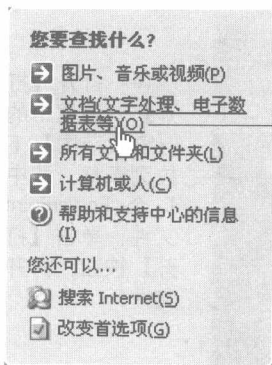 您要查找什么?
图片、音乐或视频(P)
文档(文字处理、电子数
据表等)(O)
所有文件和文件夹(L)
计算机或人(C)
帮助和支持中心的信息
(I)
您还可以...
搜索 Internet(S)
改变首选项(G)